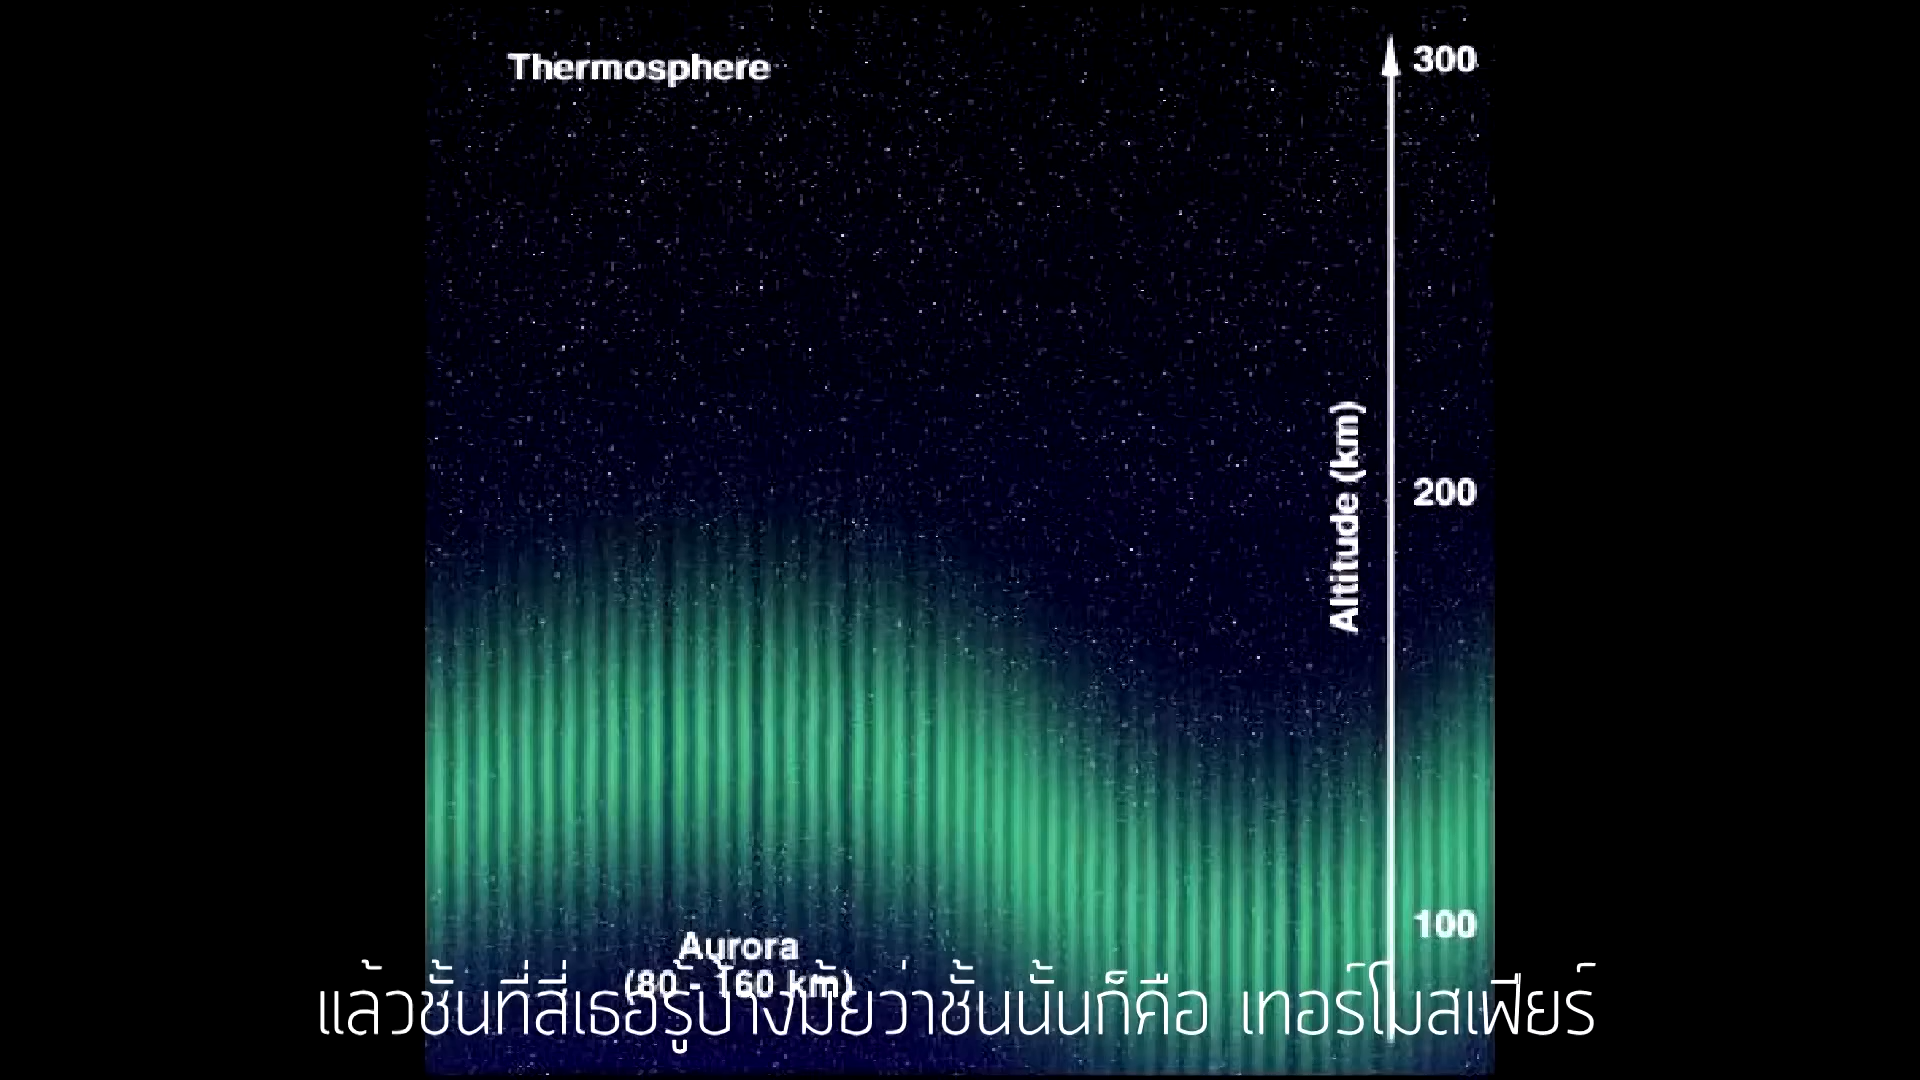 Thermosphere
300
Altitude (km)
200
100
Aurora
(80 - 160 km)
แล้วชั้นที่สี่เธอรู้บ้างมั้ยว่าชั้นนั้นก็คือ เทอร์โมสเฟียร์